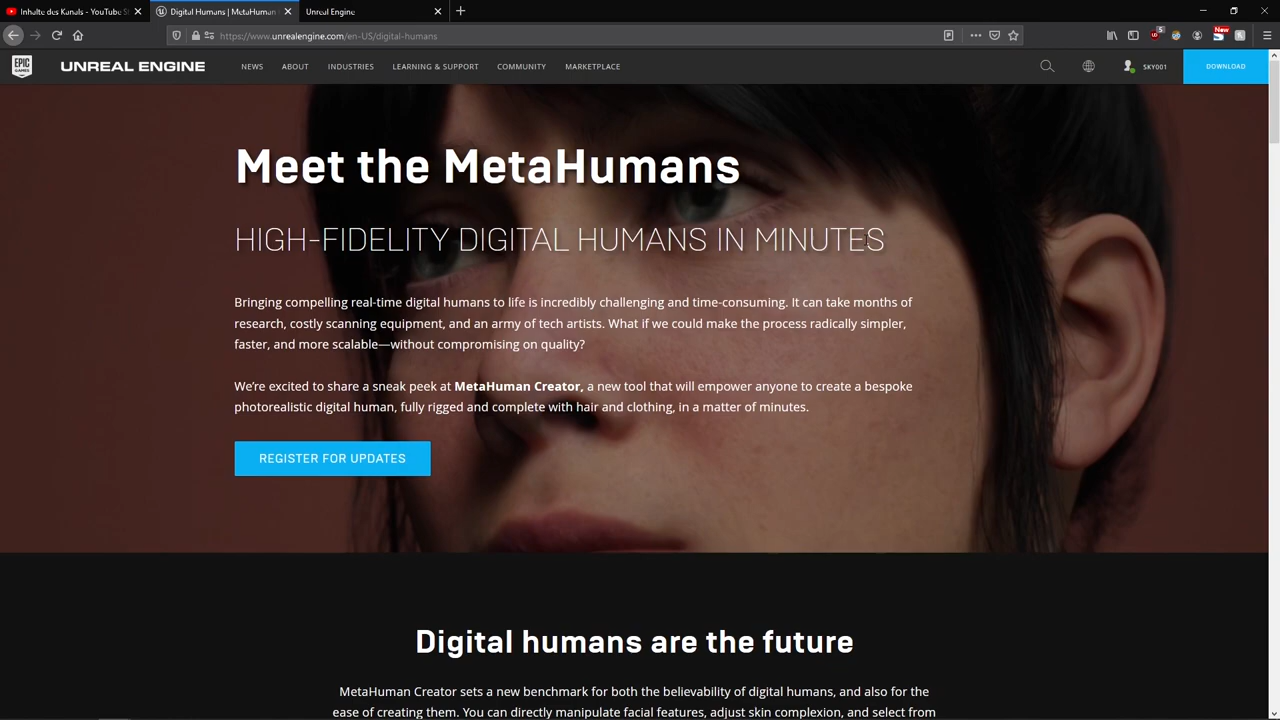 Inhalte des Kanals - YouTube S
Digital Humans | MetaHuman
Unreal Engine
https://www.unrealengine.com/en-US/digital-humans
5
New
EPIC GAMES
UNREAL ENGINE
NEWS
ABOUT
INDUSTRIES
LEARNING & SUPPORT
COMMUNITY
MARKETPLACE
SKY001
DOWNLOAD
Meet the MetaHumans
HIGH-FIDELITY DIGITAL HUMANS IN MINUTES
Bringing compelling real-time digital humans to life is incredibly challenging and time-consuming. It can take months of
research, costly scanning equipment, and an army of tech artists. What if we could make the process radically simpler,
faster, and more scalable—without compromising on quality?
We're excited to share a sneak peek at MetaHuman Creator, a new tool that will empower anyone to create a bespoke
photorealistic digital human, fully rigged and complete with hair and clothing, in a matter of minutes.
REGISTER FOR UPDATES
Digital humans are the future
MetaHuman Creator sets a new benchmark for both the believability of digital humans, and also for the
ease of creating them. You can directly manipulate facial features, adjust skin complexion, and select from